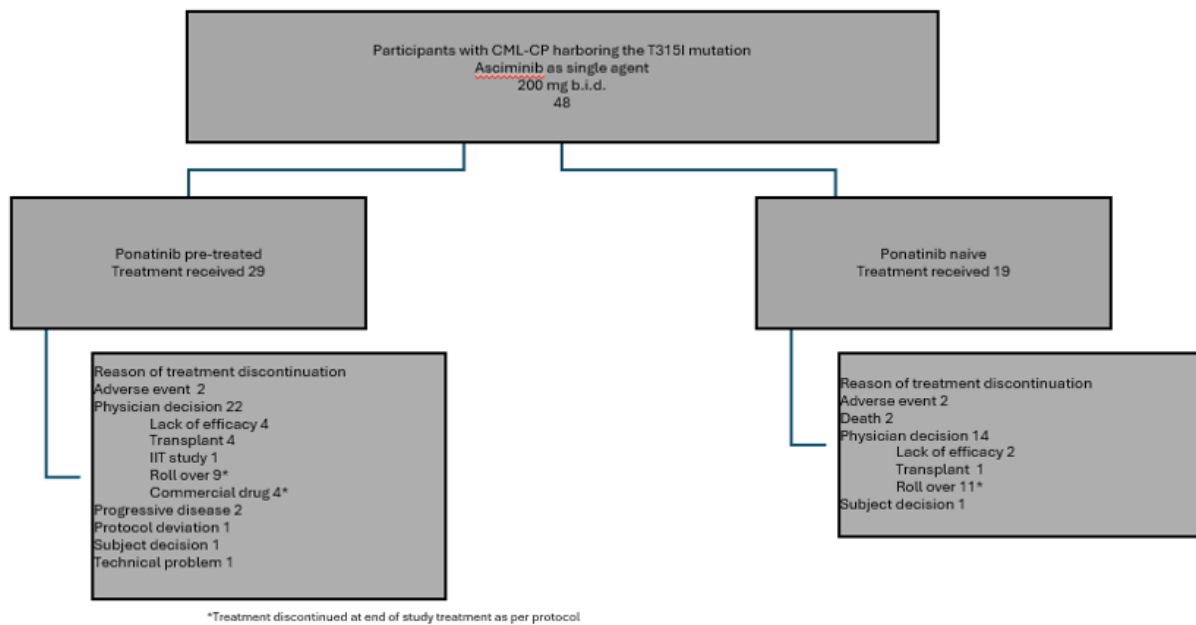 Participants with CML-CP harboring the T315I mutation
Asciminib as single agent
200 mg b.i.d.
48
Ponatinib pre-treated
Treatment received 29
Ponatinib naive
Treatment received 19
Reason of treatment discontinuation
Adverse event 2
Physician decision 22
Lack of efficacy 4
Transplant 4
IIT study 1
Roll over 9*
Commercial drug 4*
Progressive disease 2
Protocol deviation 1
Subject decision 1
Technical problem 1
Reason of treatment discontinuation
Adverse event 2
Death 2
Physician decision 14
Lack of efficacy 2
Transplant 1
Roll over 11*
Subject decision 1
*Treatment discontinued at end of study treatment as per protocol